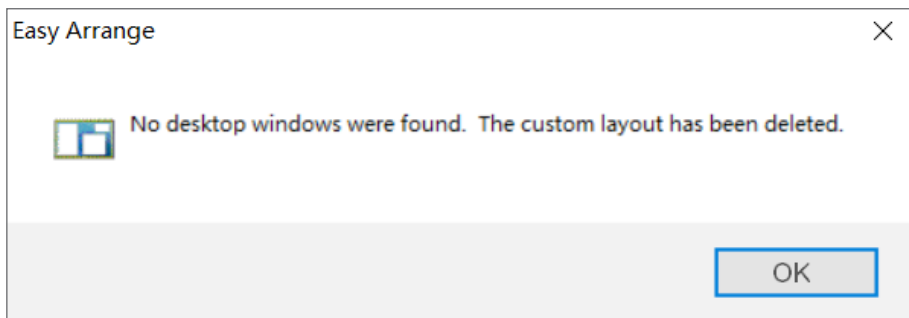 Easy Arrange
No desktop windows were found.  The custom layout has been deleted.
OK